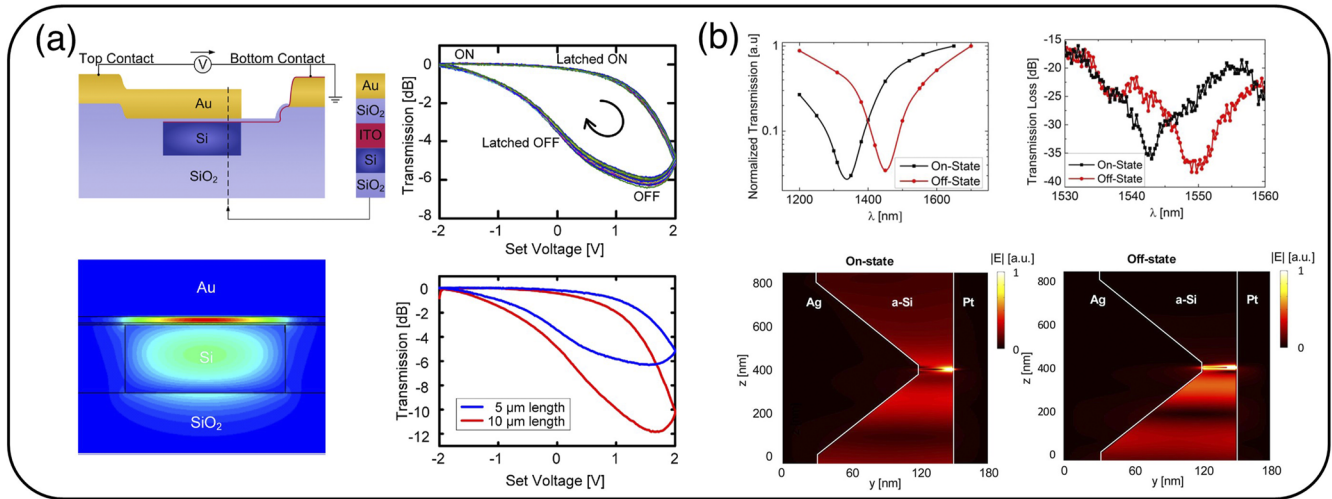 (a)
Top Contact
V
Bottom Contact
Au
Si
SiO2
Au
SiO2
ITO
Si
SiO2
Transmission [dB]
0
-2
-4
-6
ON
Latched ON
Latched OFF
OFF
-2 -1 0 1 2
Set Voltage [V]
Au
Si
SiO2
Transmission [dB]
0
-2
-4
-6
-8
-10
-12
5 µm length
10 µm length
-2 -1 0 1 2
Set Voltage [V]
(b)
Normalized Transmission [a.u]
1
0.1
On-State
Off-State
1200 1300 1400 1500 1600
λ [nm]
Transmission Loss [dB]
-15
-20
-25
-30
-35
-40
On-State
Off-State
1530 1540 1550 1560
λ [nm]
On-state
|E| [a.u.]
1
0
Ag
a-Si
Pt
z [nm]
800
600
400
200
0
0 60 120 180
y [nm]
Off-state
|E| [a.u.]
1
0
Ag
a-Si
Pt
z [nm]
800
600
400
200
0
0 60 120 180
y [nm]